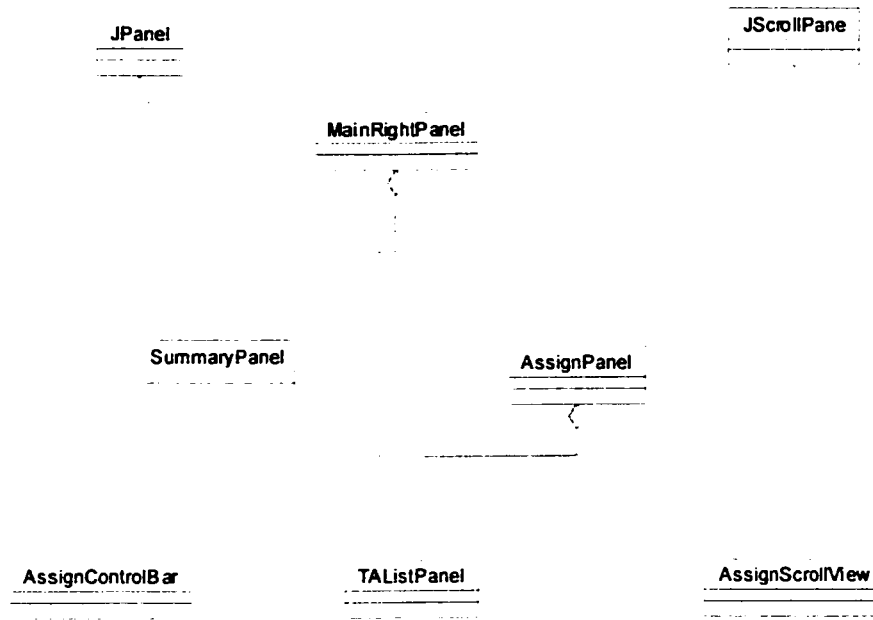 JPanel
JScrollPane
MainRightPanel
SummaryPanel
AssignPanel
AssignControlBar
TAListPanel
AssignScrollView